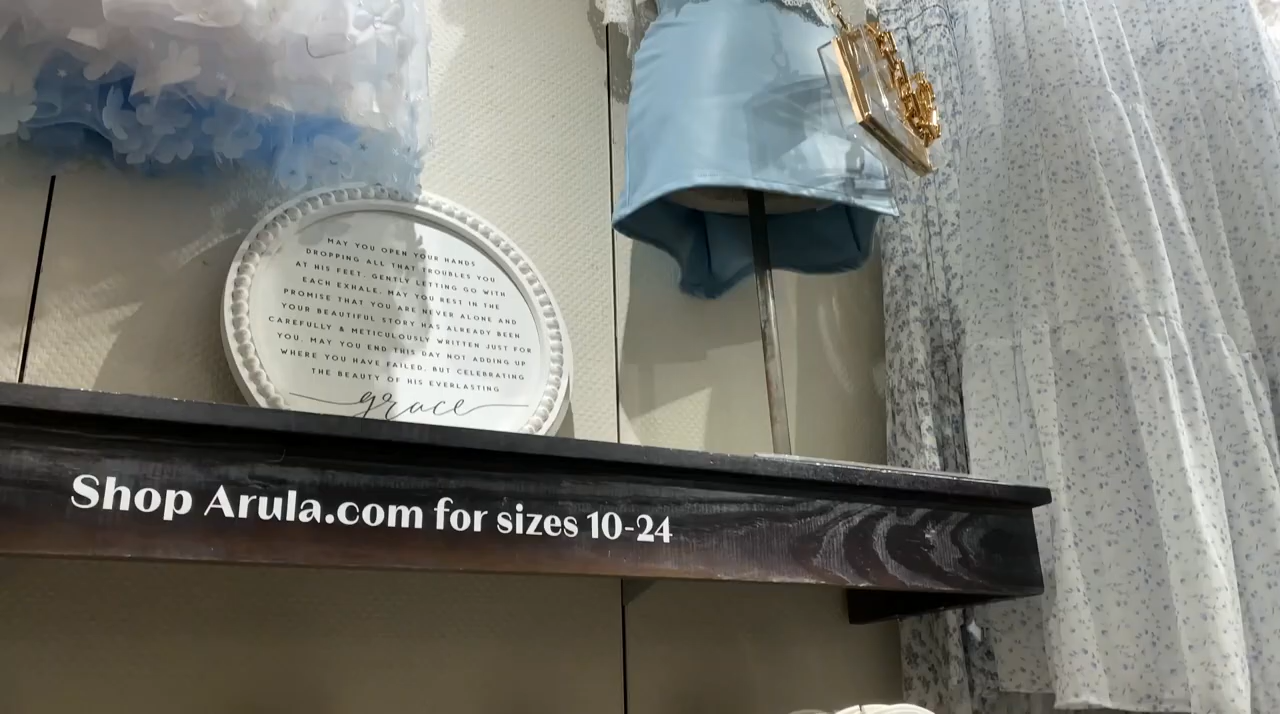 MAY YOU OPEN YOUR HANDS
DROPPING ALL THAT TROUBLES YOU
AT HIS FEET. GENTLY LETTING GO WITH
EACH EXHALE. MAY YOU REST IN THE
PROMISE THAT YOU ARE NEVER ALONE AND
YOUR BEAUTIFUL STORY HAS ALREADY BEEN
CAREFULLY & METICULOUSLY WRITTEN JUST FOR
YOU. MAY YOU END THIS DAY NOT ADDING UP
WHERE YOU HAVE FAILED, BUT CELEBRATING
THE BEAUTY OF HIS EVERLASTING
grace
Shop Arula.com for sizes 10-24